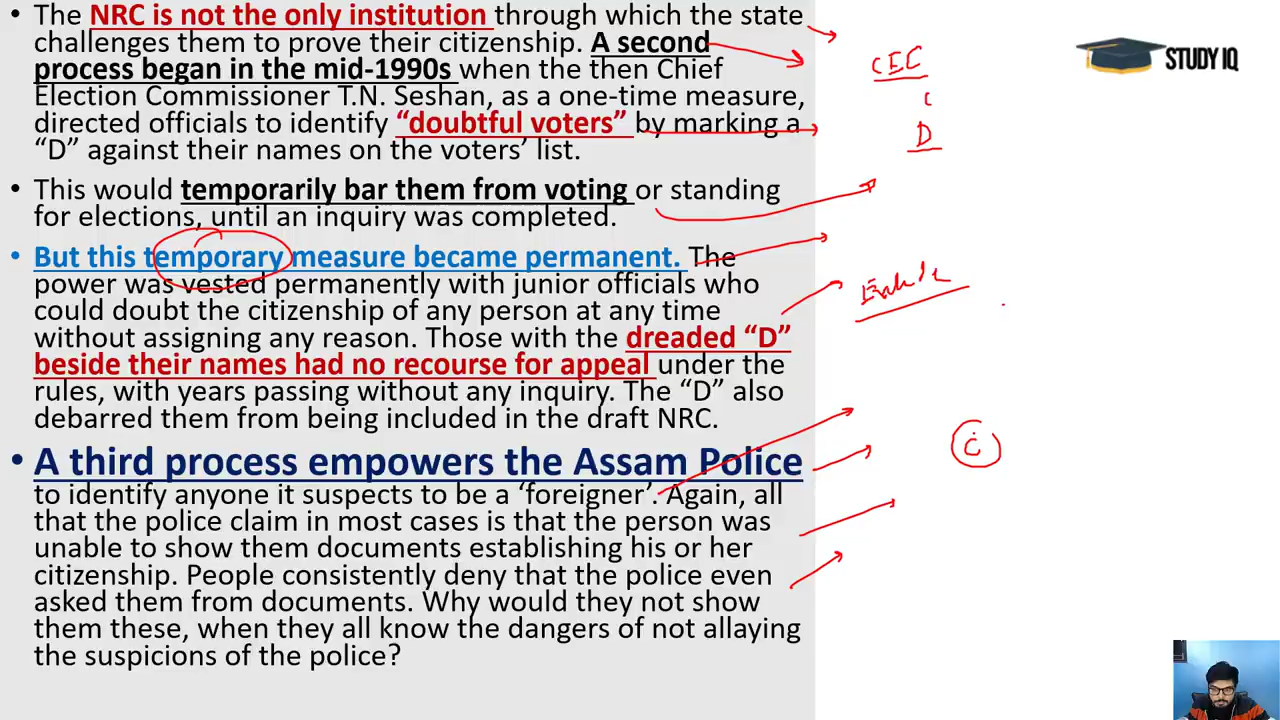 • The NRC is not the only institution through which the state
challenges them to prove their citizenship. A second
process began in the mid-1990s when the then Chief
Election Commissioner T.N. Seshan, as a one-time measure,
directed officials to identify “doubtful voters” by marking a
“D” against their names on the voters’ list.
• This would temporarily bar them from voting or standing
for elections, until an inquiry was completed.
• But this temporary measure became permanent. The
power was vested permanently with junior officials who
could doubt the citizenship of any person at any time
without assigning any reason. Those with the dreaded “D”
beside their names had no recourse for appeal under the
rules, with years passing without any inquiry. The “D” also
debarred them from being included in the draft NRC.
• A third process empowers the Assam Police
to identify anyone it suspects to be a ‘foreigner’. Again, all
that the police claim in most cases is that the person was
unable to show them documents establishing his or her
citizenship. People consistently deny that the police even
asked them from documents. Why would they not show
them these, when they all know the dangers of not allaying
the suspicions of the police?
CEC
D
STUDY IQ